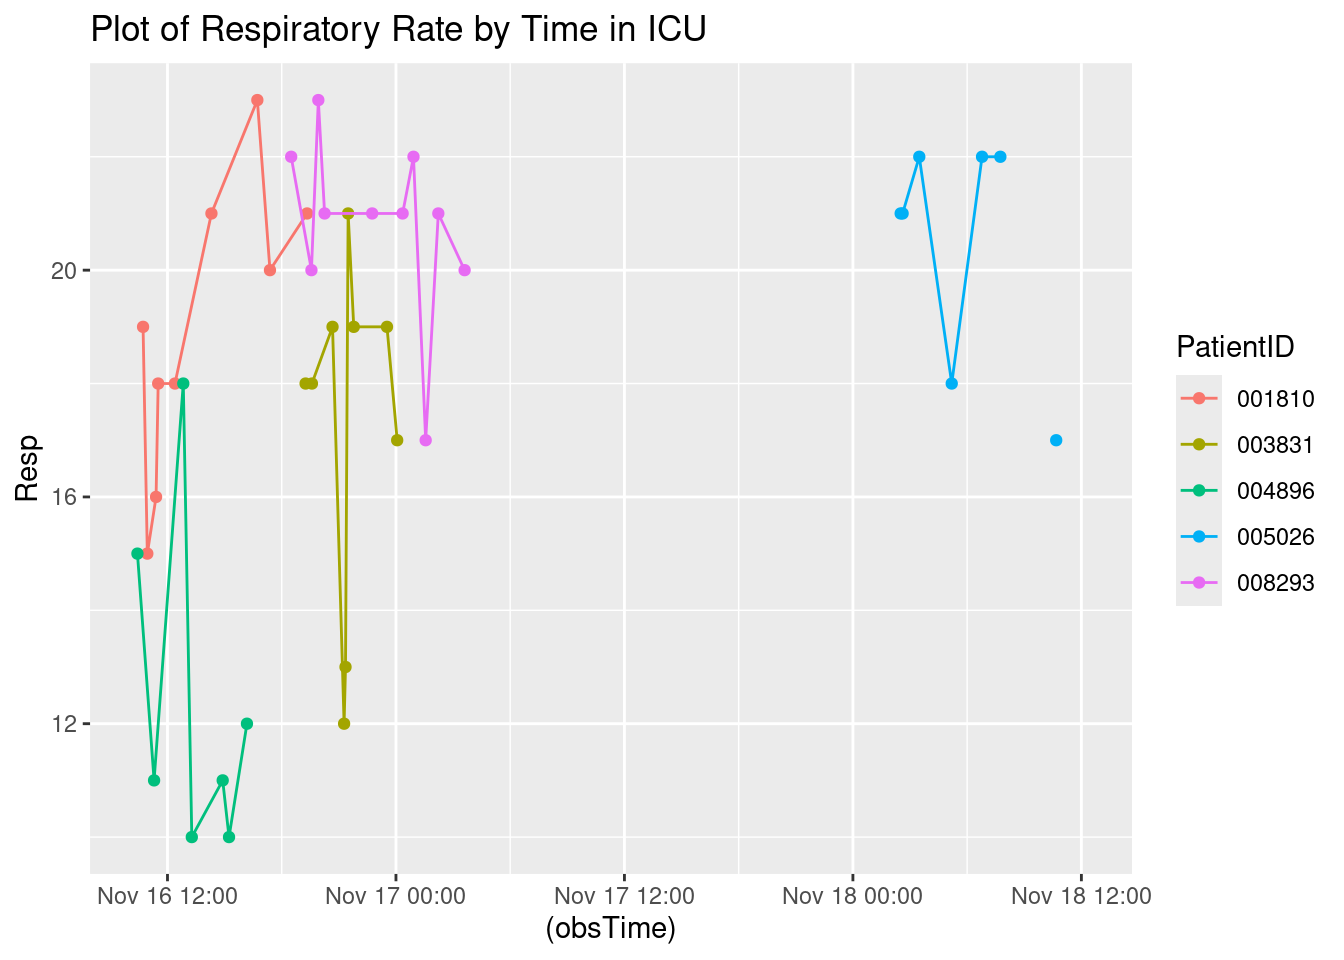 Plot of Respiratory Rate by Time in ICU
Resp
20
16
12
Nov 16 12:00 Nov 17 00:00 Nov 17 12:00 Nov 18 00:00 Nov 18 12:00
(obsTime)
PatientID
001810
003831
004896
005026
008293